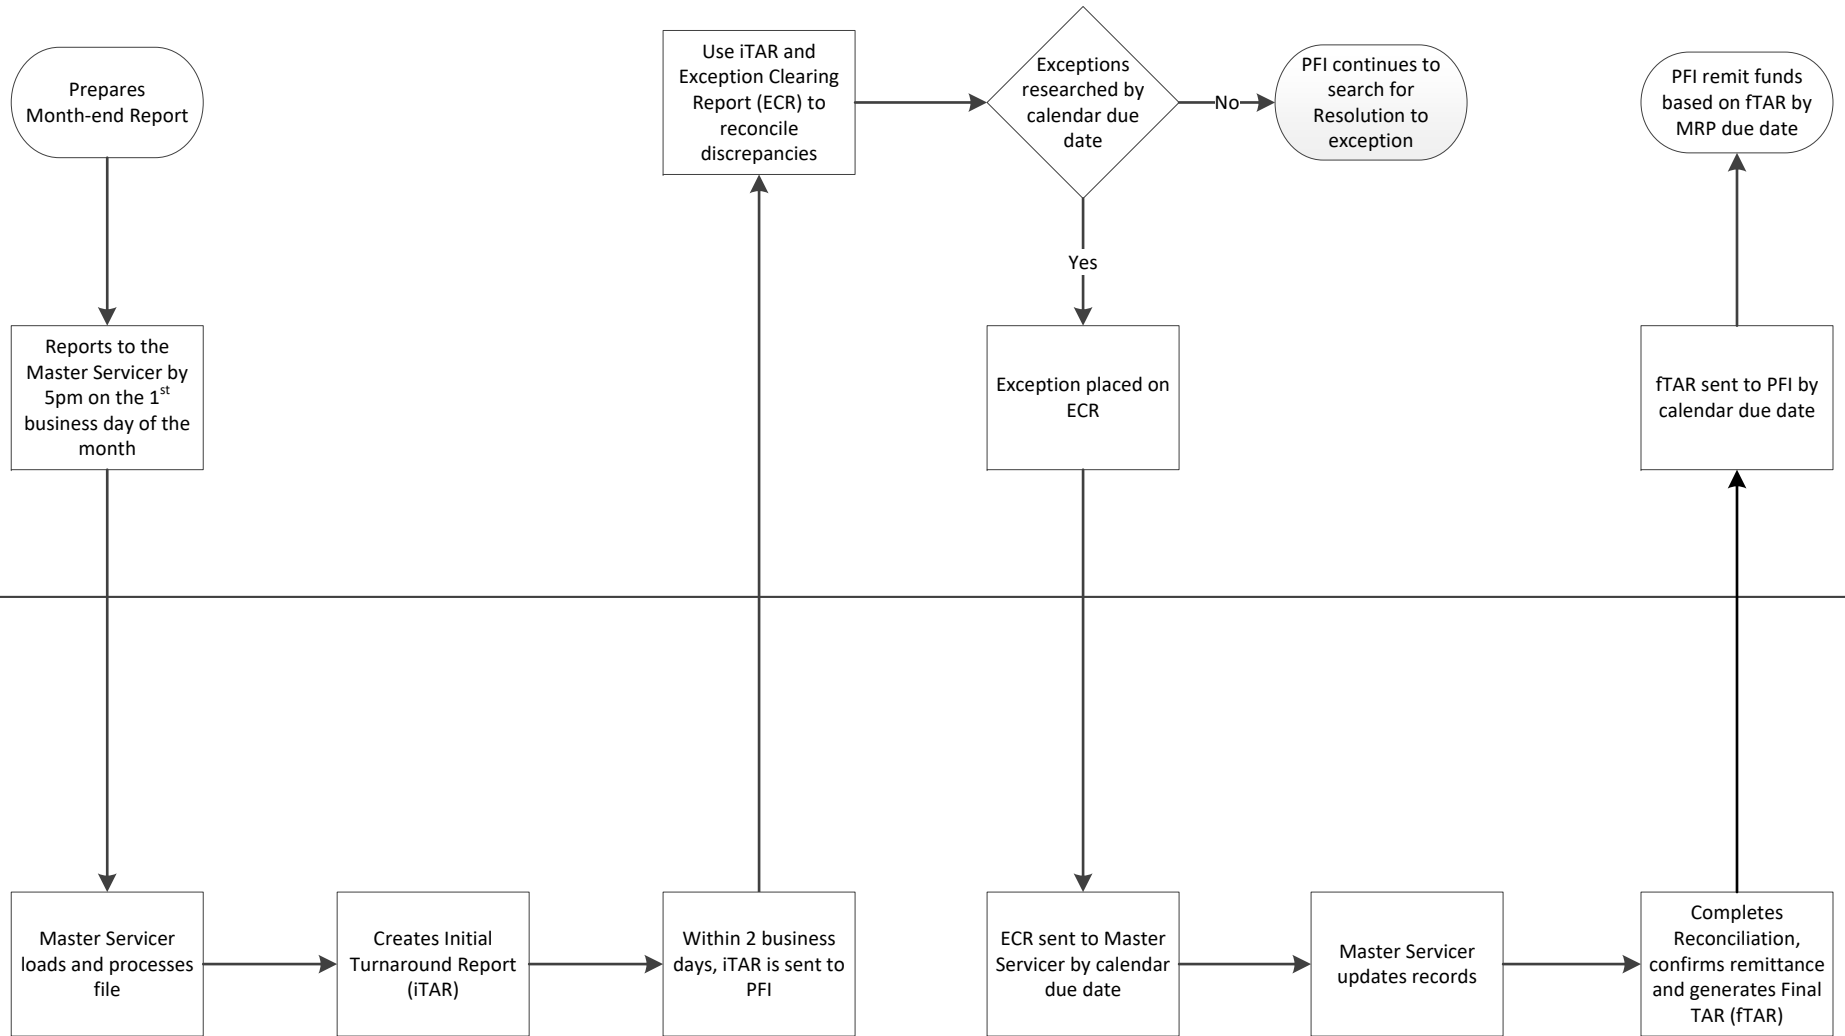 Prepares
Month-end Report
Reports to the
Master Servicer by
5pm on the 1st
business day of the
month
Master Servicer
loads and processes
file
Creates Initial
Turnaround Report
(iTAR)
Within 2 business
days, iTAR is sent to
PFI
Use iTAR and
Exception Clearing
Report (ECR) to
reconcile
discrepancies
Exceptions
researched by
calendar due
date
No
PFI continues to
search for
Resolution to
exception
Yes
Exception placed on
ECR
ECR sent to Master
Servicer by calendar
due date
Master Servicer
updates records
Completes
Reconciliation,
confirms remittance
and generates Final
TAR (fTAR)
fTAR sent to PFI by
calendar due date
PFI remit funds
based on fTAR by
MRP due date